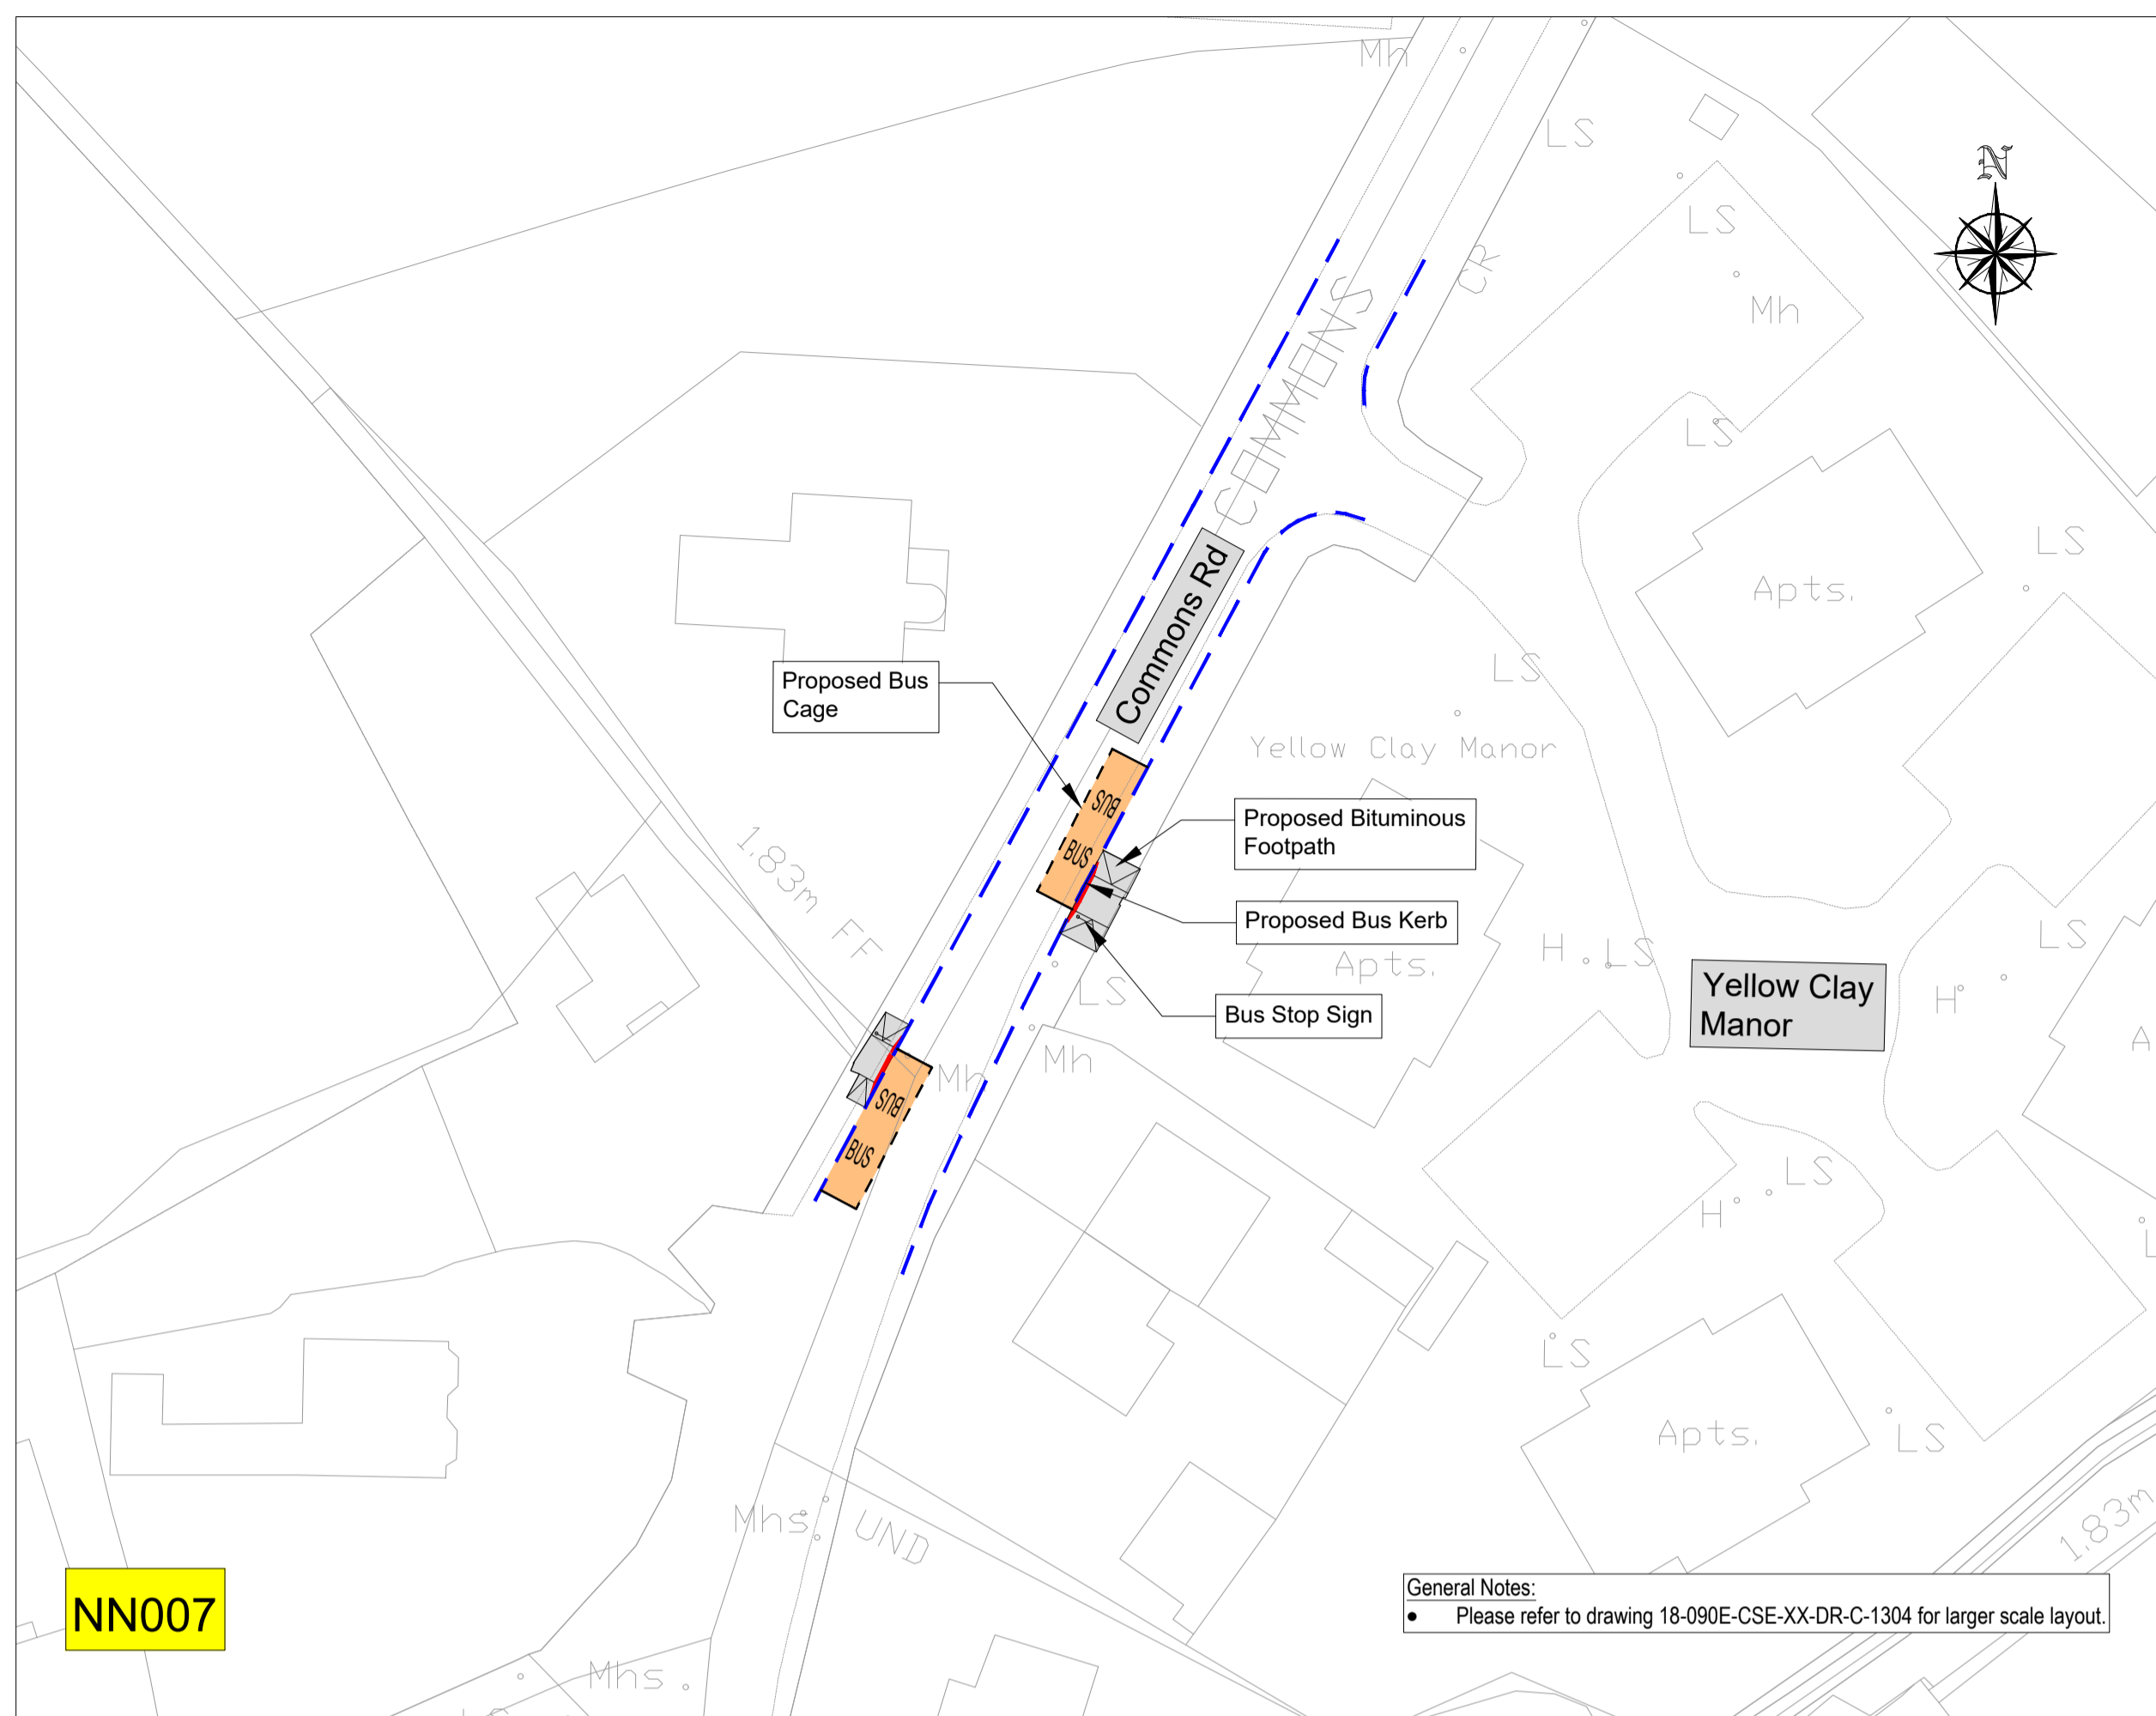 Mh
LS
N
LS
CR
Mh
COMMONS
LS
LS
Commons Rd
Apts.
LS
Proposed Bus
Cage
Yellow Clay Manor
BUS
BUS
Proposed Bituminous
Footpath
1.83m FF
Proposed Bus Kerb
LS
H
LS
Apts.
LS
Yellow Clay
Manor
H
Bus Stop Sign
A
Mh
Mh
BUS
BUS
LS
H
L
LS
Apts.
LS
Mhs
UND
1.83m
General Notes:
• Please refer to drawing 18-090E-CSE-XX-DR-C-1304 for larger scale layout.
NN007
Mhs
LS